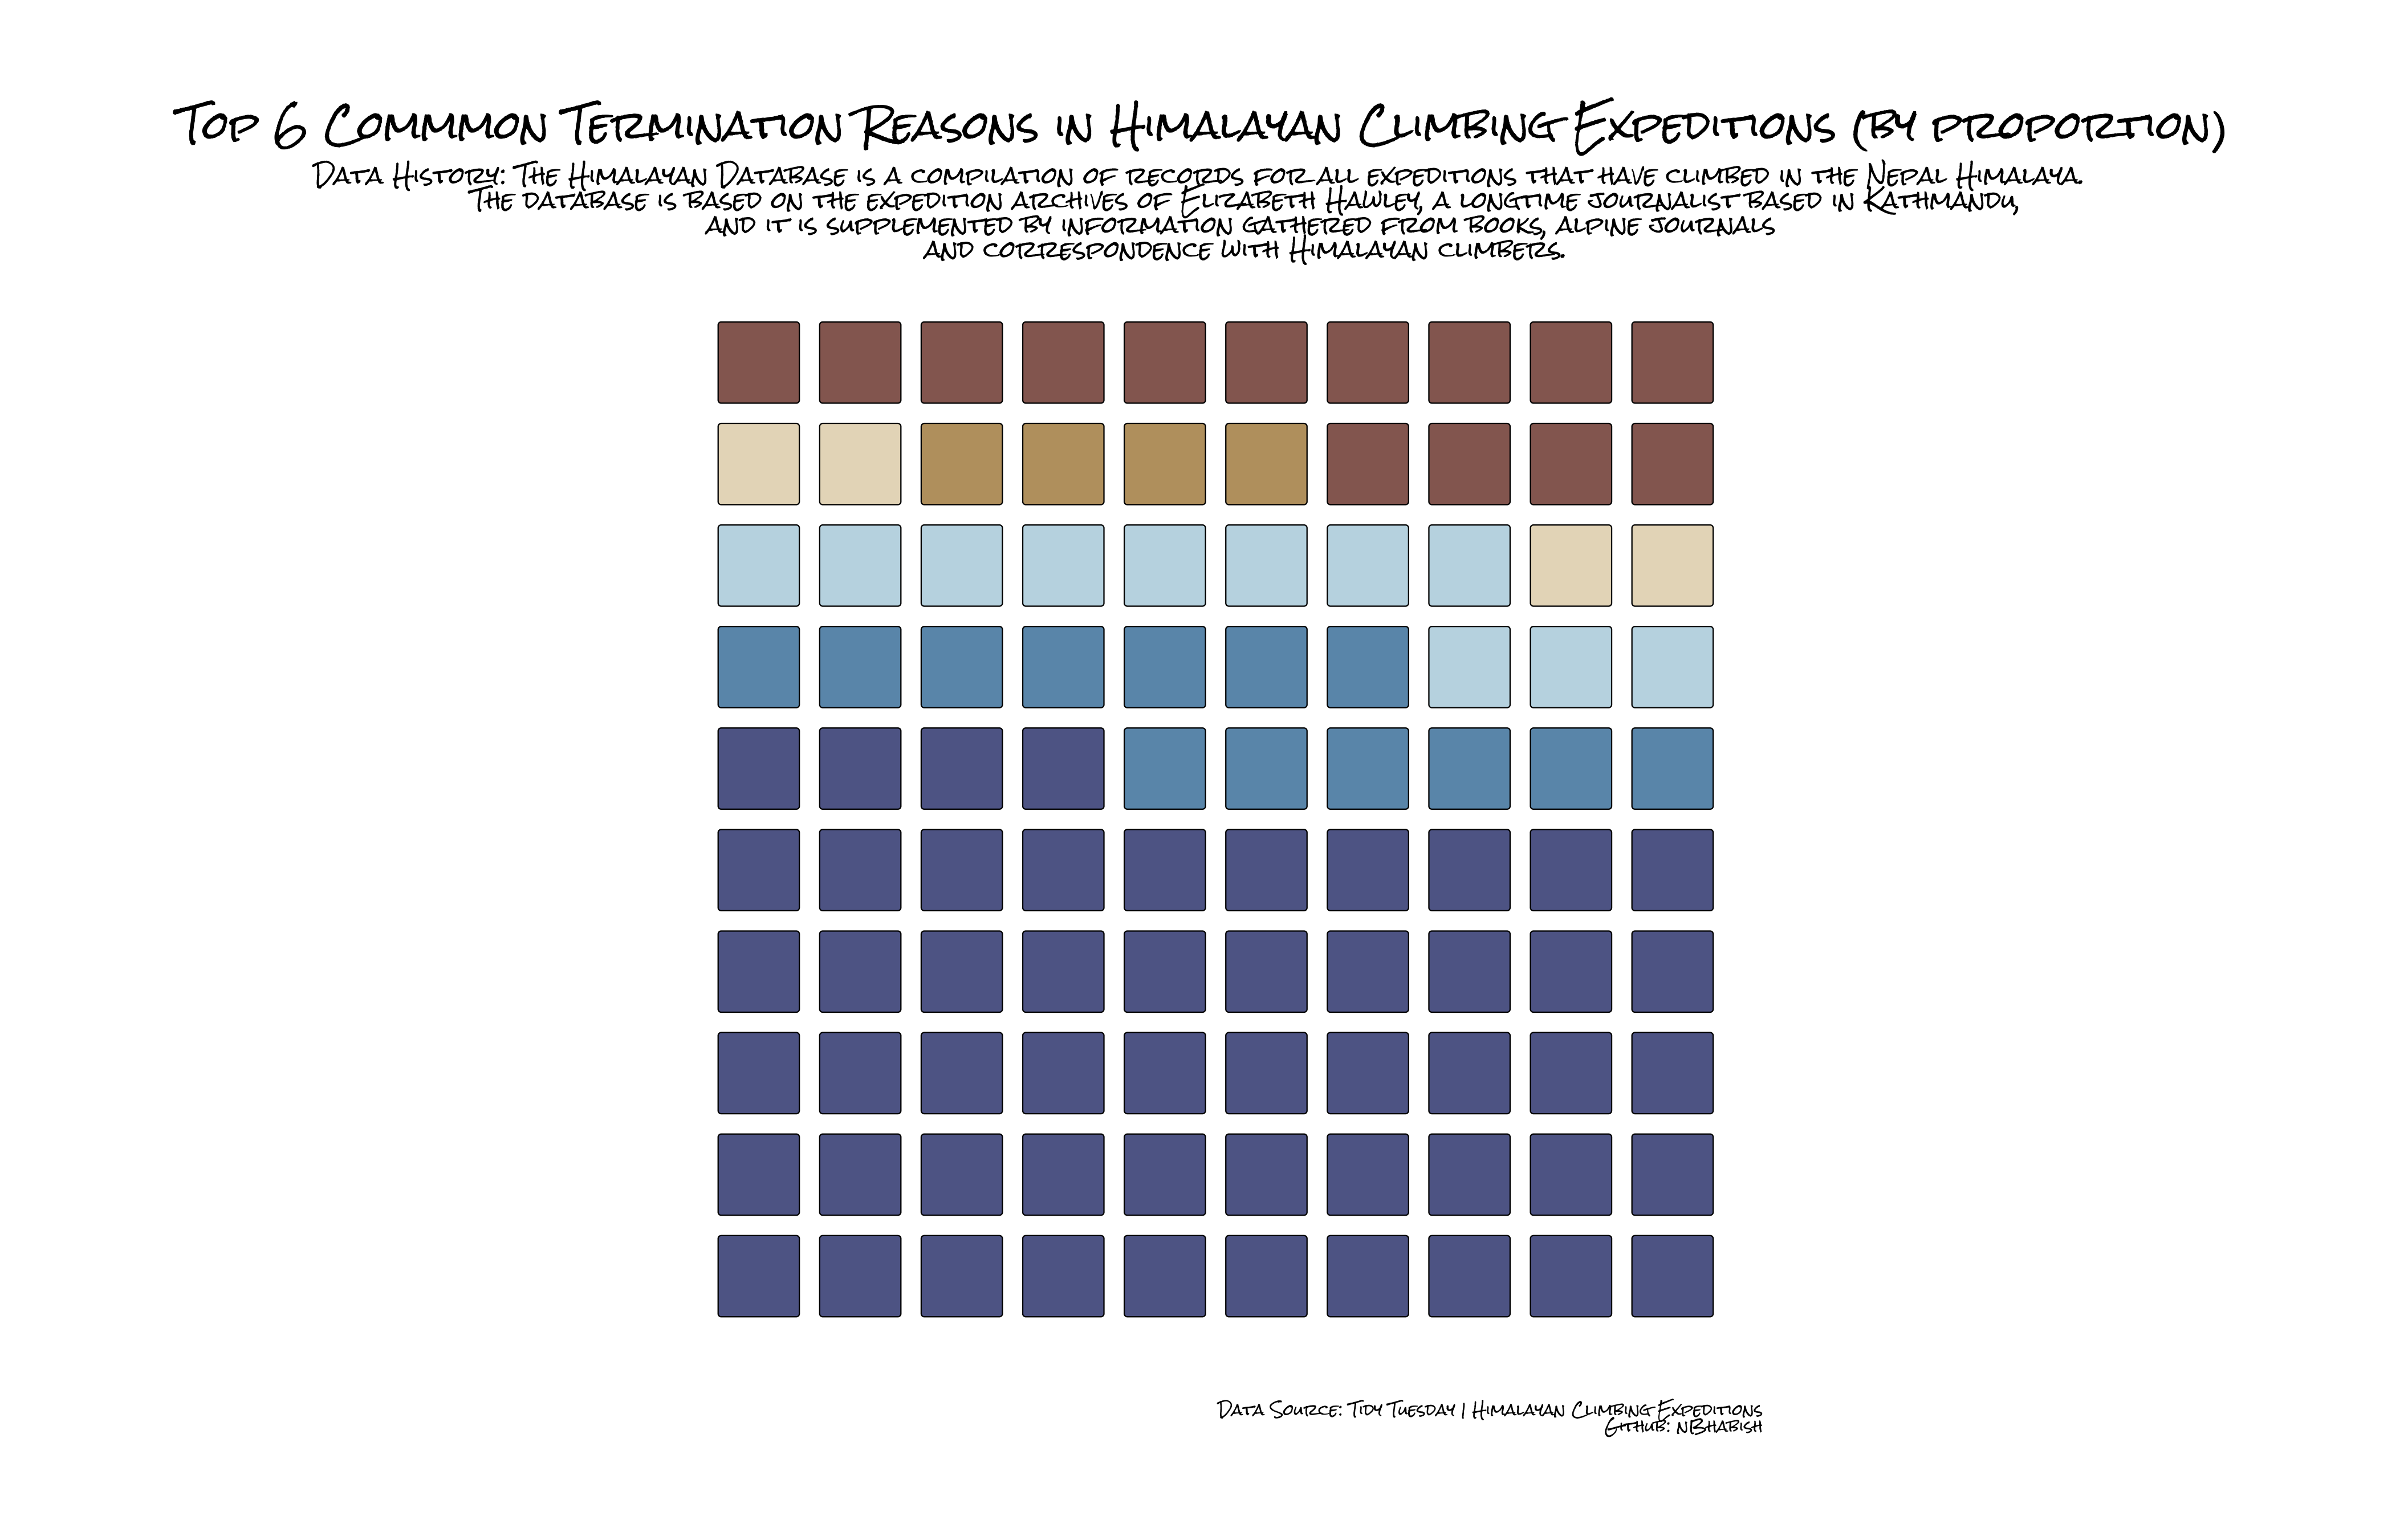 Top 6 Commmon Termination Reasons in Himalayan Climbing Expeditions (by proportion)
Data History: The Himalayan Database is a compilation of records for all expeditions that have climbed in the Nepal Himalaya.
The database is based on the expedition archives of Elizabeth Hawley, a longtime journalist based in Kathmandu,
and it is supplemented by information gathered from books, alpine journals
and correspondence with Himalayan climbers.
Data Source: Tidy Tuesday | Himalayan Climbing Expeditions
Github: nBhabish